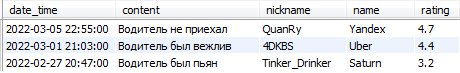 date_time content nickname name rating
2022-03-05 22:55:00 Водитель не приехал QuanRy Yandex 4.7
2022-03-01 21:03:00 Водитель был вежлив 4DKBS Uber 4.4
2022-02-27 20:47:00 Водитель был пьян Tinker_Drinker Saturn 3.2